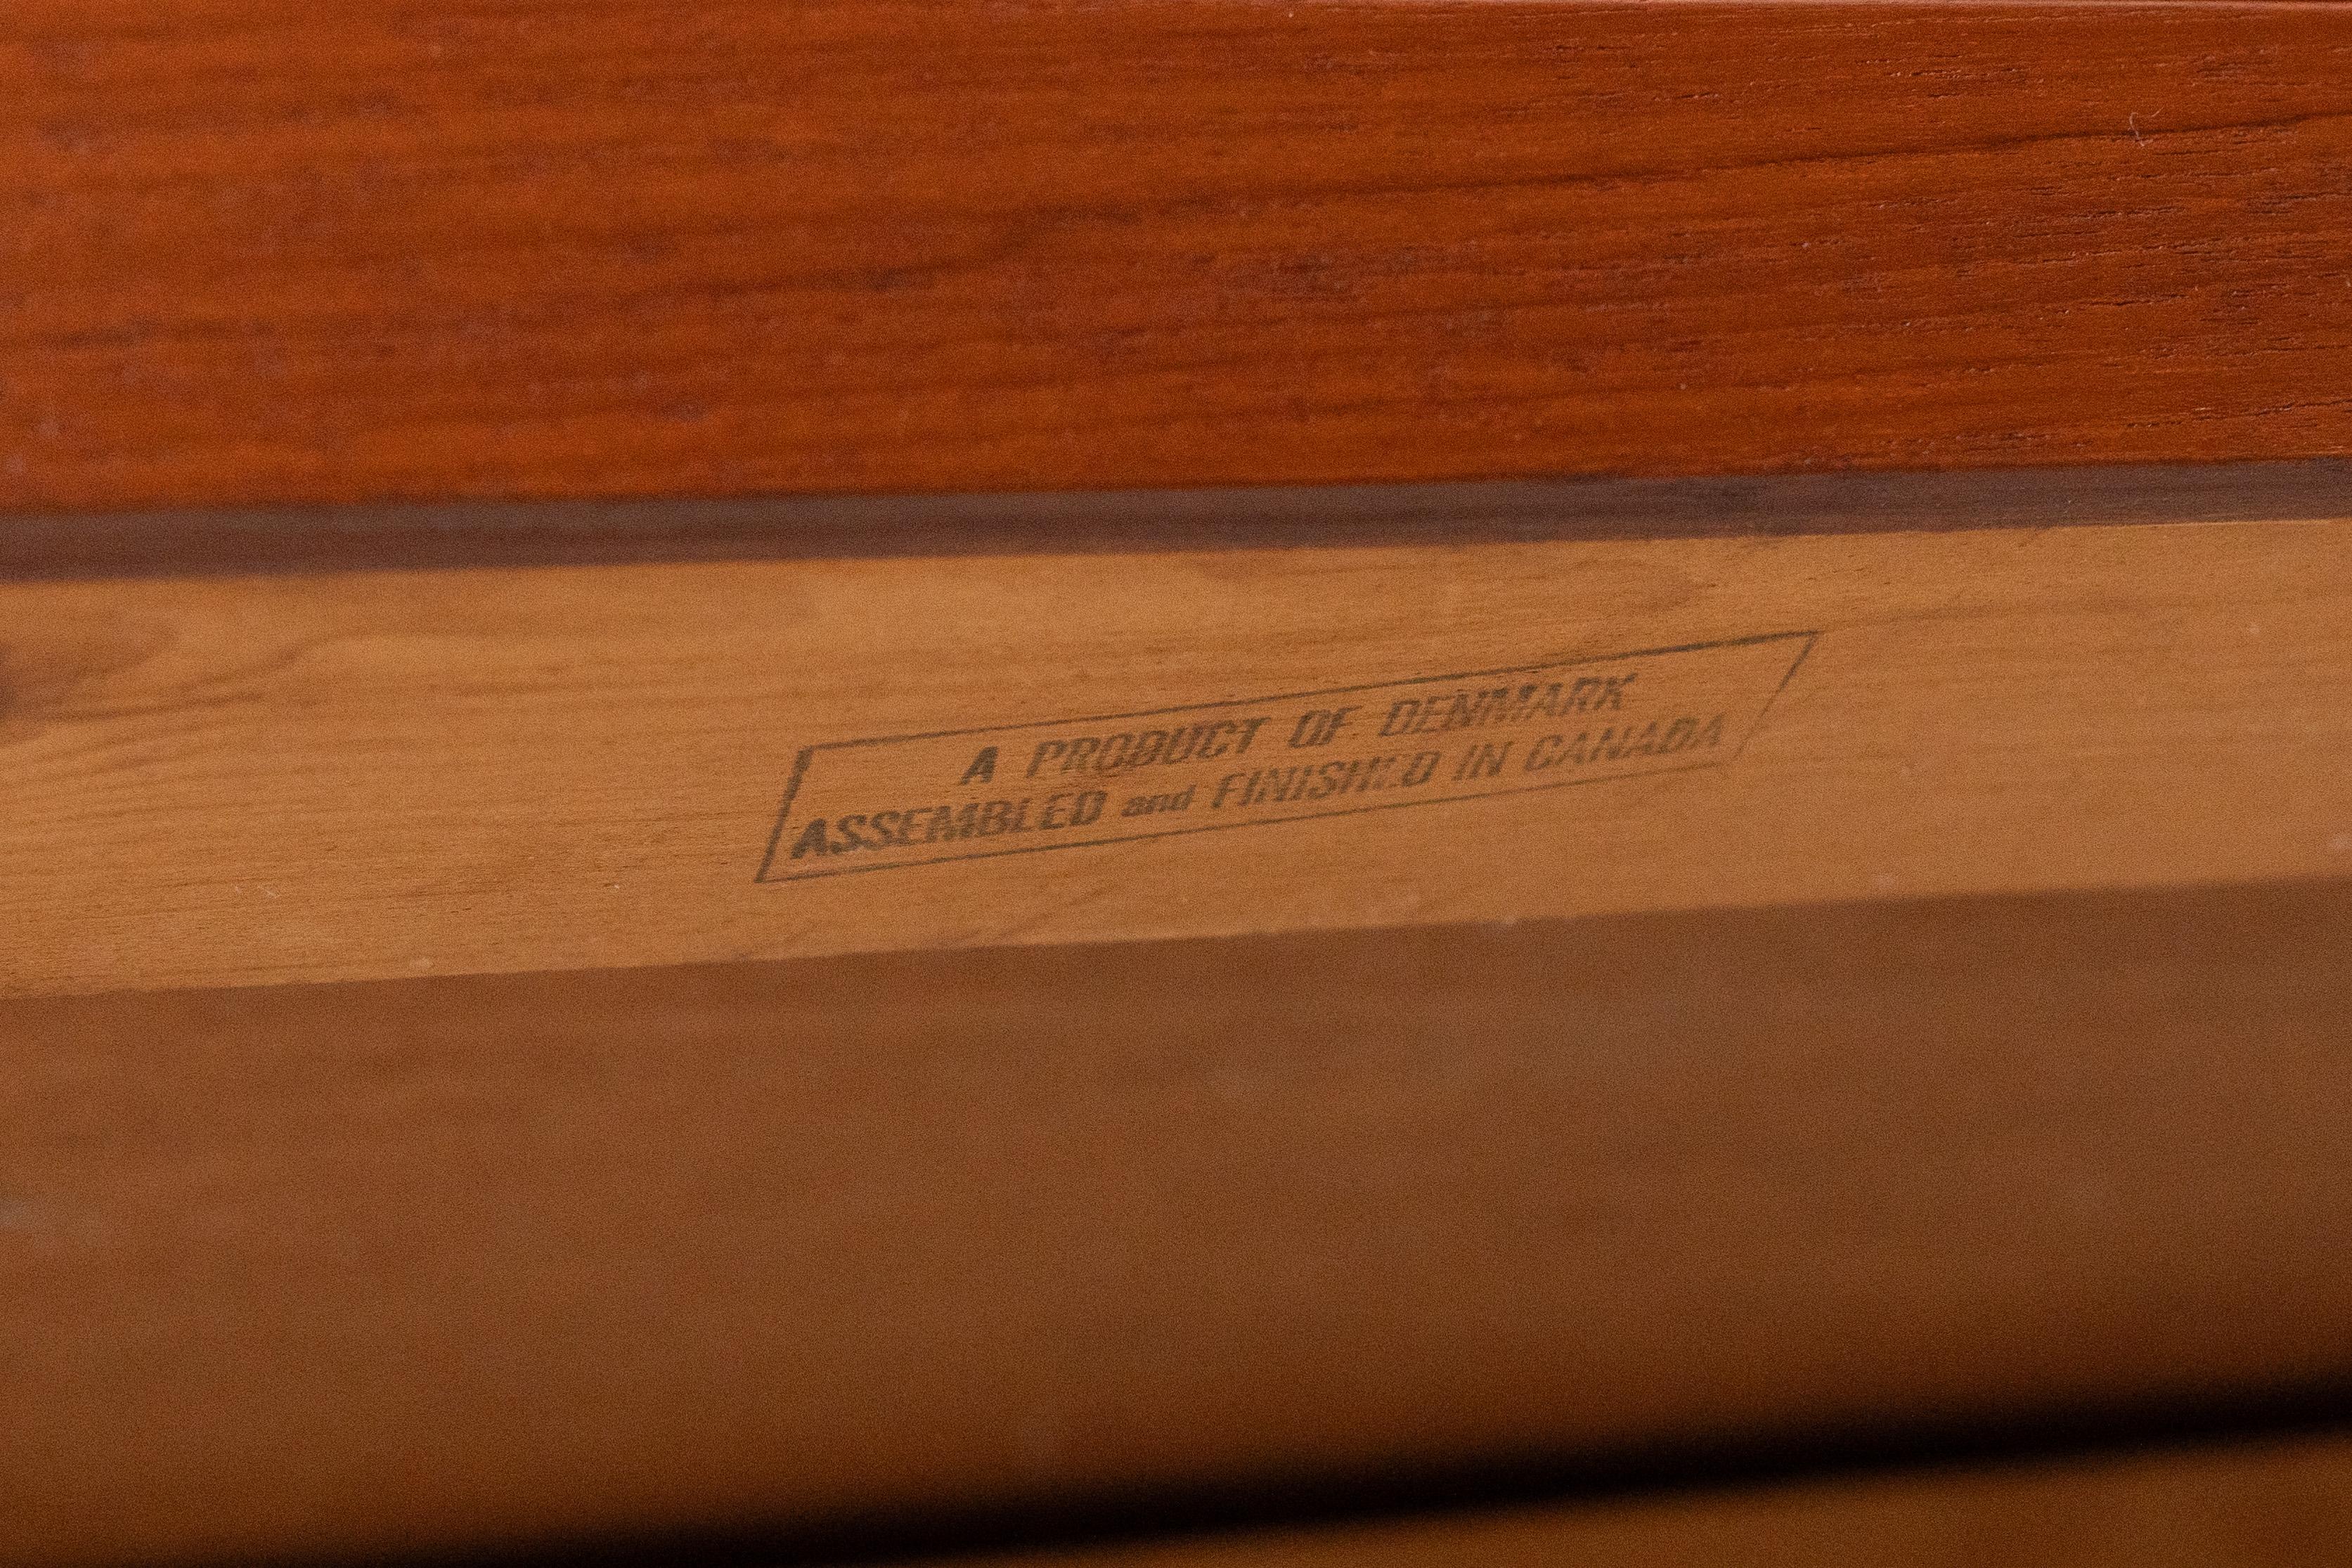 A PRODUCT OF DENMARK
ASSEMBLED and FINISHED IN CANADA